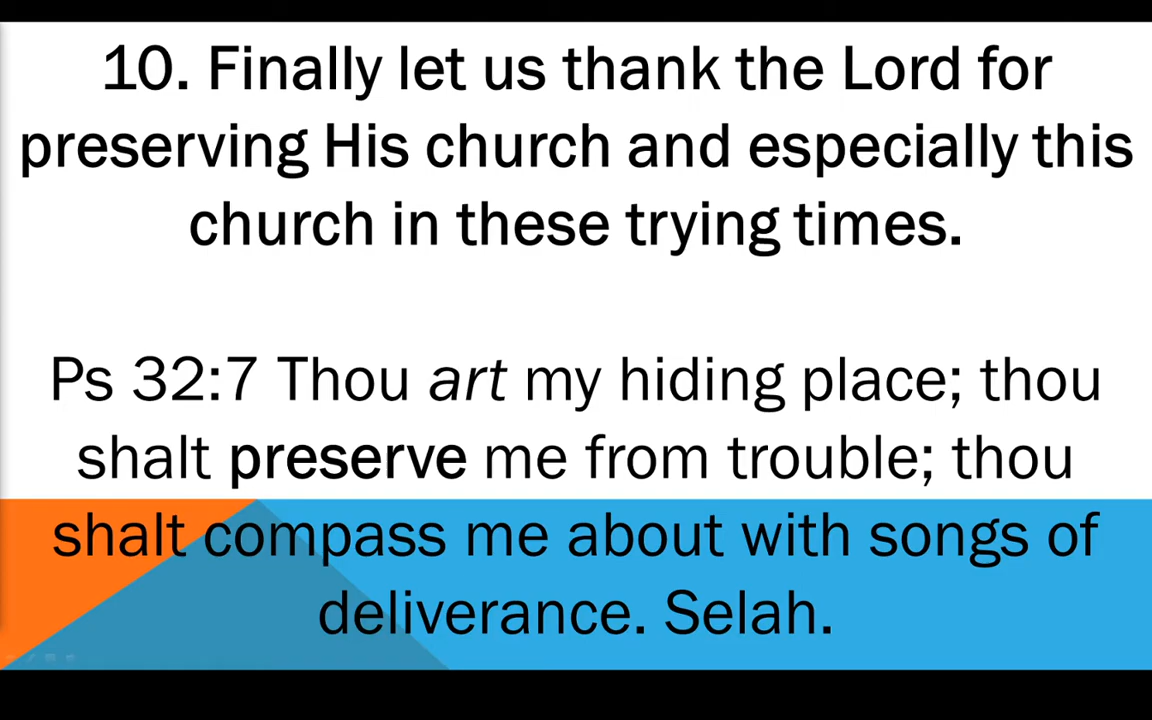 10. Finally let us thank the Lord for
preserving His church and especially this
church in these trying times.
Ps 32:7 Thou art my hiding place; thou
shalt preserve me from trouble; thou
shalt compass me about with songs of
deliverance. Selah.